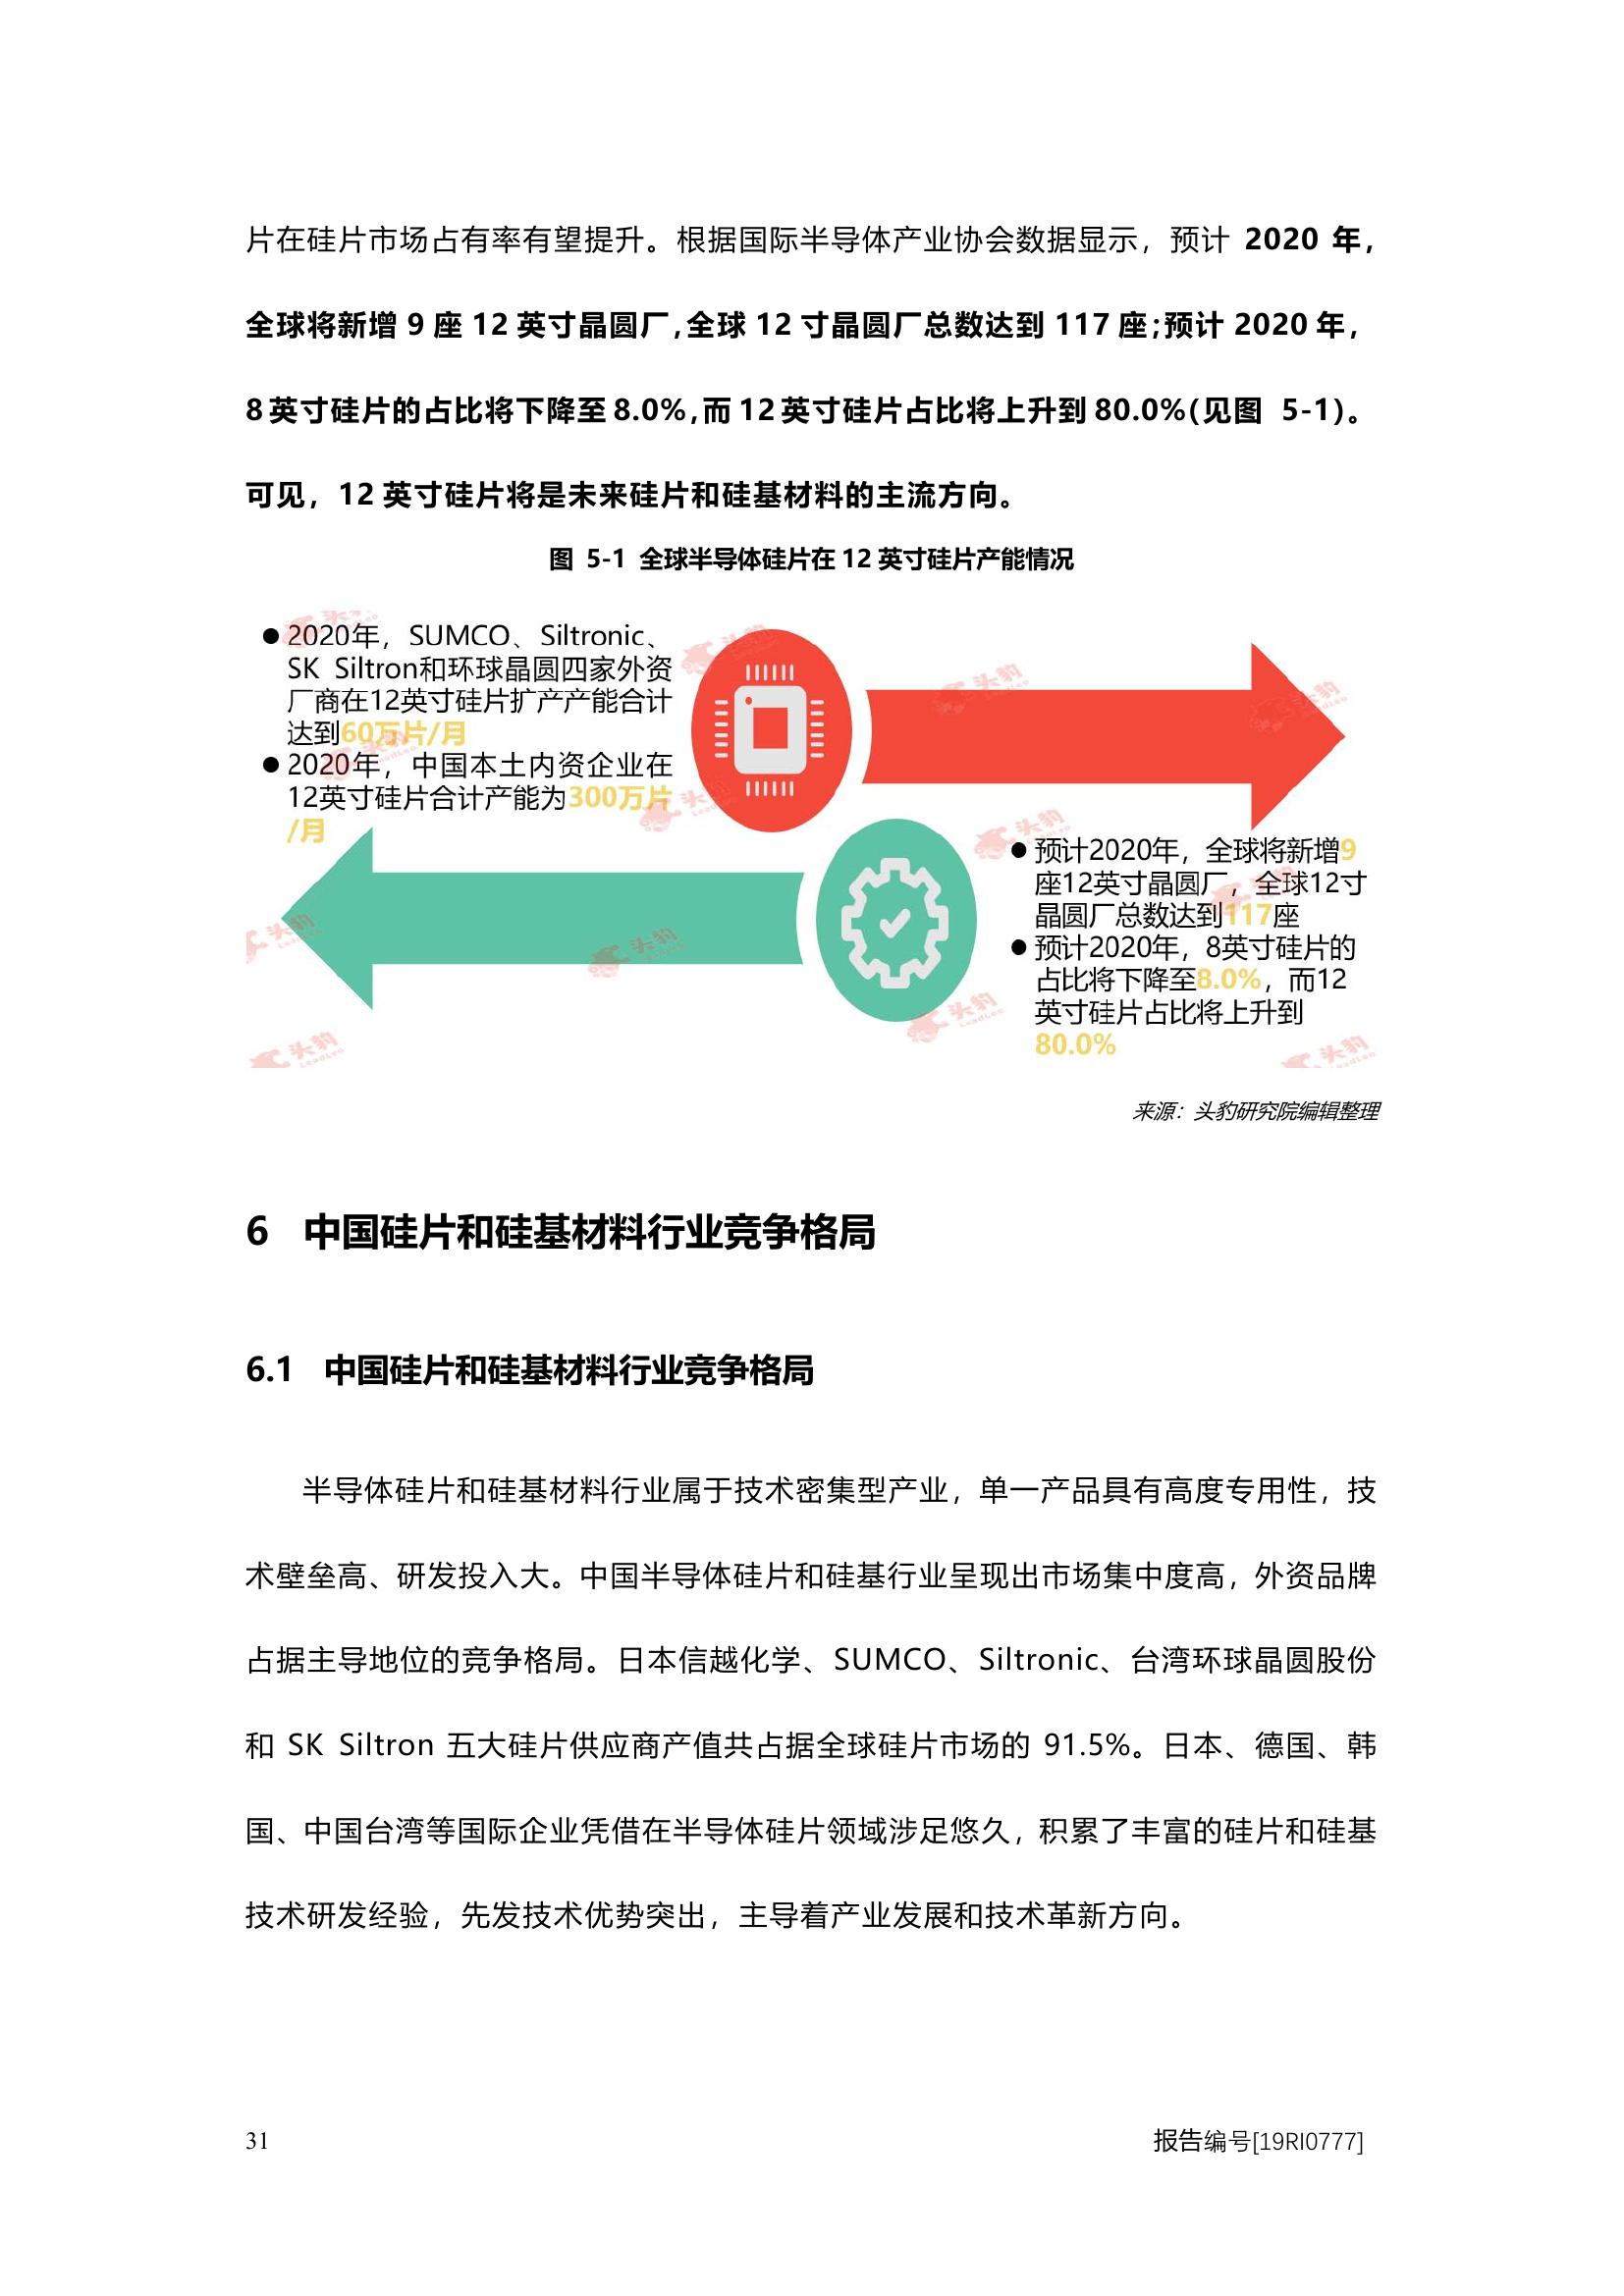 片在硅片市场占有率有望提升。根据国际半导体产业协会数据显示，预计 2020 年，
全球将新增 9 座 12 英寸晶圆厂，全球 12 寸晶圆厂总数达到 117 座；预计 2020 年，
8 英寸硅片的占比将下降至 8.0%，而 12 英寸硅片占比将上升到 80.0%（见图 5-1）。
可见，12 英寸硅片将是未来硅片和硅基材料的主流方向。
图 5-1 全球半导体硅片在 12 英寸硅片产能情况
●2020年，SUMCO、Siltronic、
SK Siltron和环球晶圆四家外资
厂商在12英寸硅片扩产产能合计
达到60万片/月
●2020年，中国本土内资企业在
12英寸硅片合计产能为300万片
/月
●预计2020年，全球将新增9
座12英寸晶圆厂，全球12寸
晶圆厂总数达到117座
●预计2020年，8英寸硅片的
占比将下降至8.0%，而12
英寸硅片占比将上升到
80.0%
来源：头豹研究院编辑整理
6 中国硅片和硅基材料行业竞争格局
6.1 中国硅片和硅基材料行业竞争格局
半导体硅片和硅基材料行业属于技术密集型产业，单一产品具有高度专用性，技
术壁垒高、研发投入大。中国半导体硅片和硅基行业呈现出市场集中度高，外资品牌
占据主导地位的竞争格局。日本信越化学、SUMCO、Siltronic、台湾环球晶圆股份
和 SK Siltron 五大硅片供应商产值共占据全球硅片市场的 91.5%。日本、德国、韩
国、中国台湾等国际企业凭借在半导体硅片领域涉足悠久，积累了丰富的硅片和硅基
技术研发经验，先发技术优势突出，主导着产业发展和技术革新方向。
31
报告编号[19RI0777]